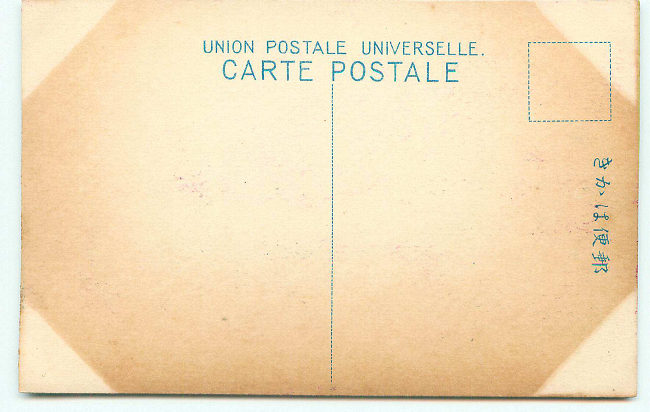 UNION POSTALE UNIVERSELLE.
CARTE POSTALE
きかは便郵